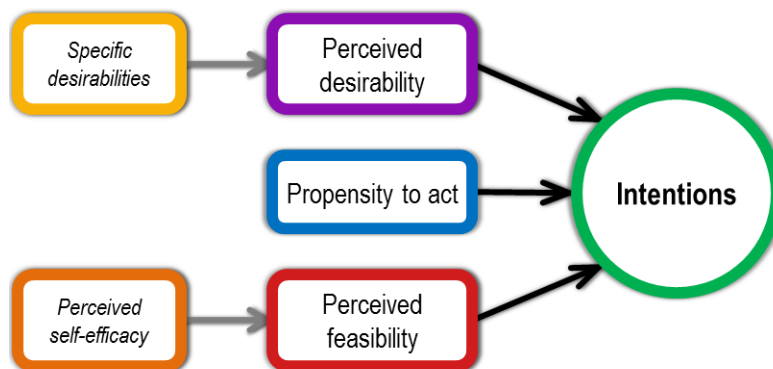 Specific
desirabilities
Perceived
desirability
Propensity to act
Intentions
Perceived
self-efficacy
Perceived
feasibility